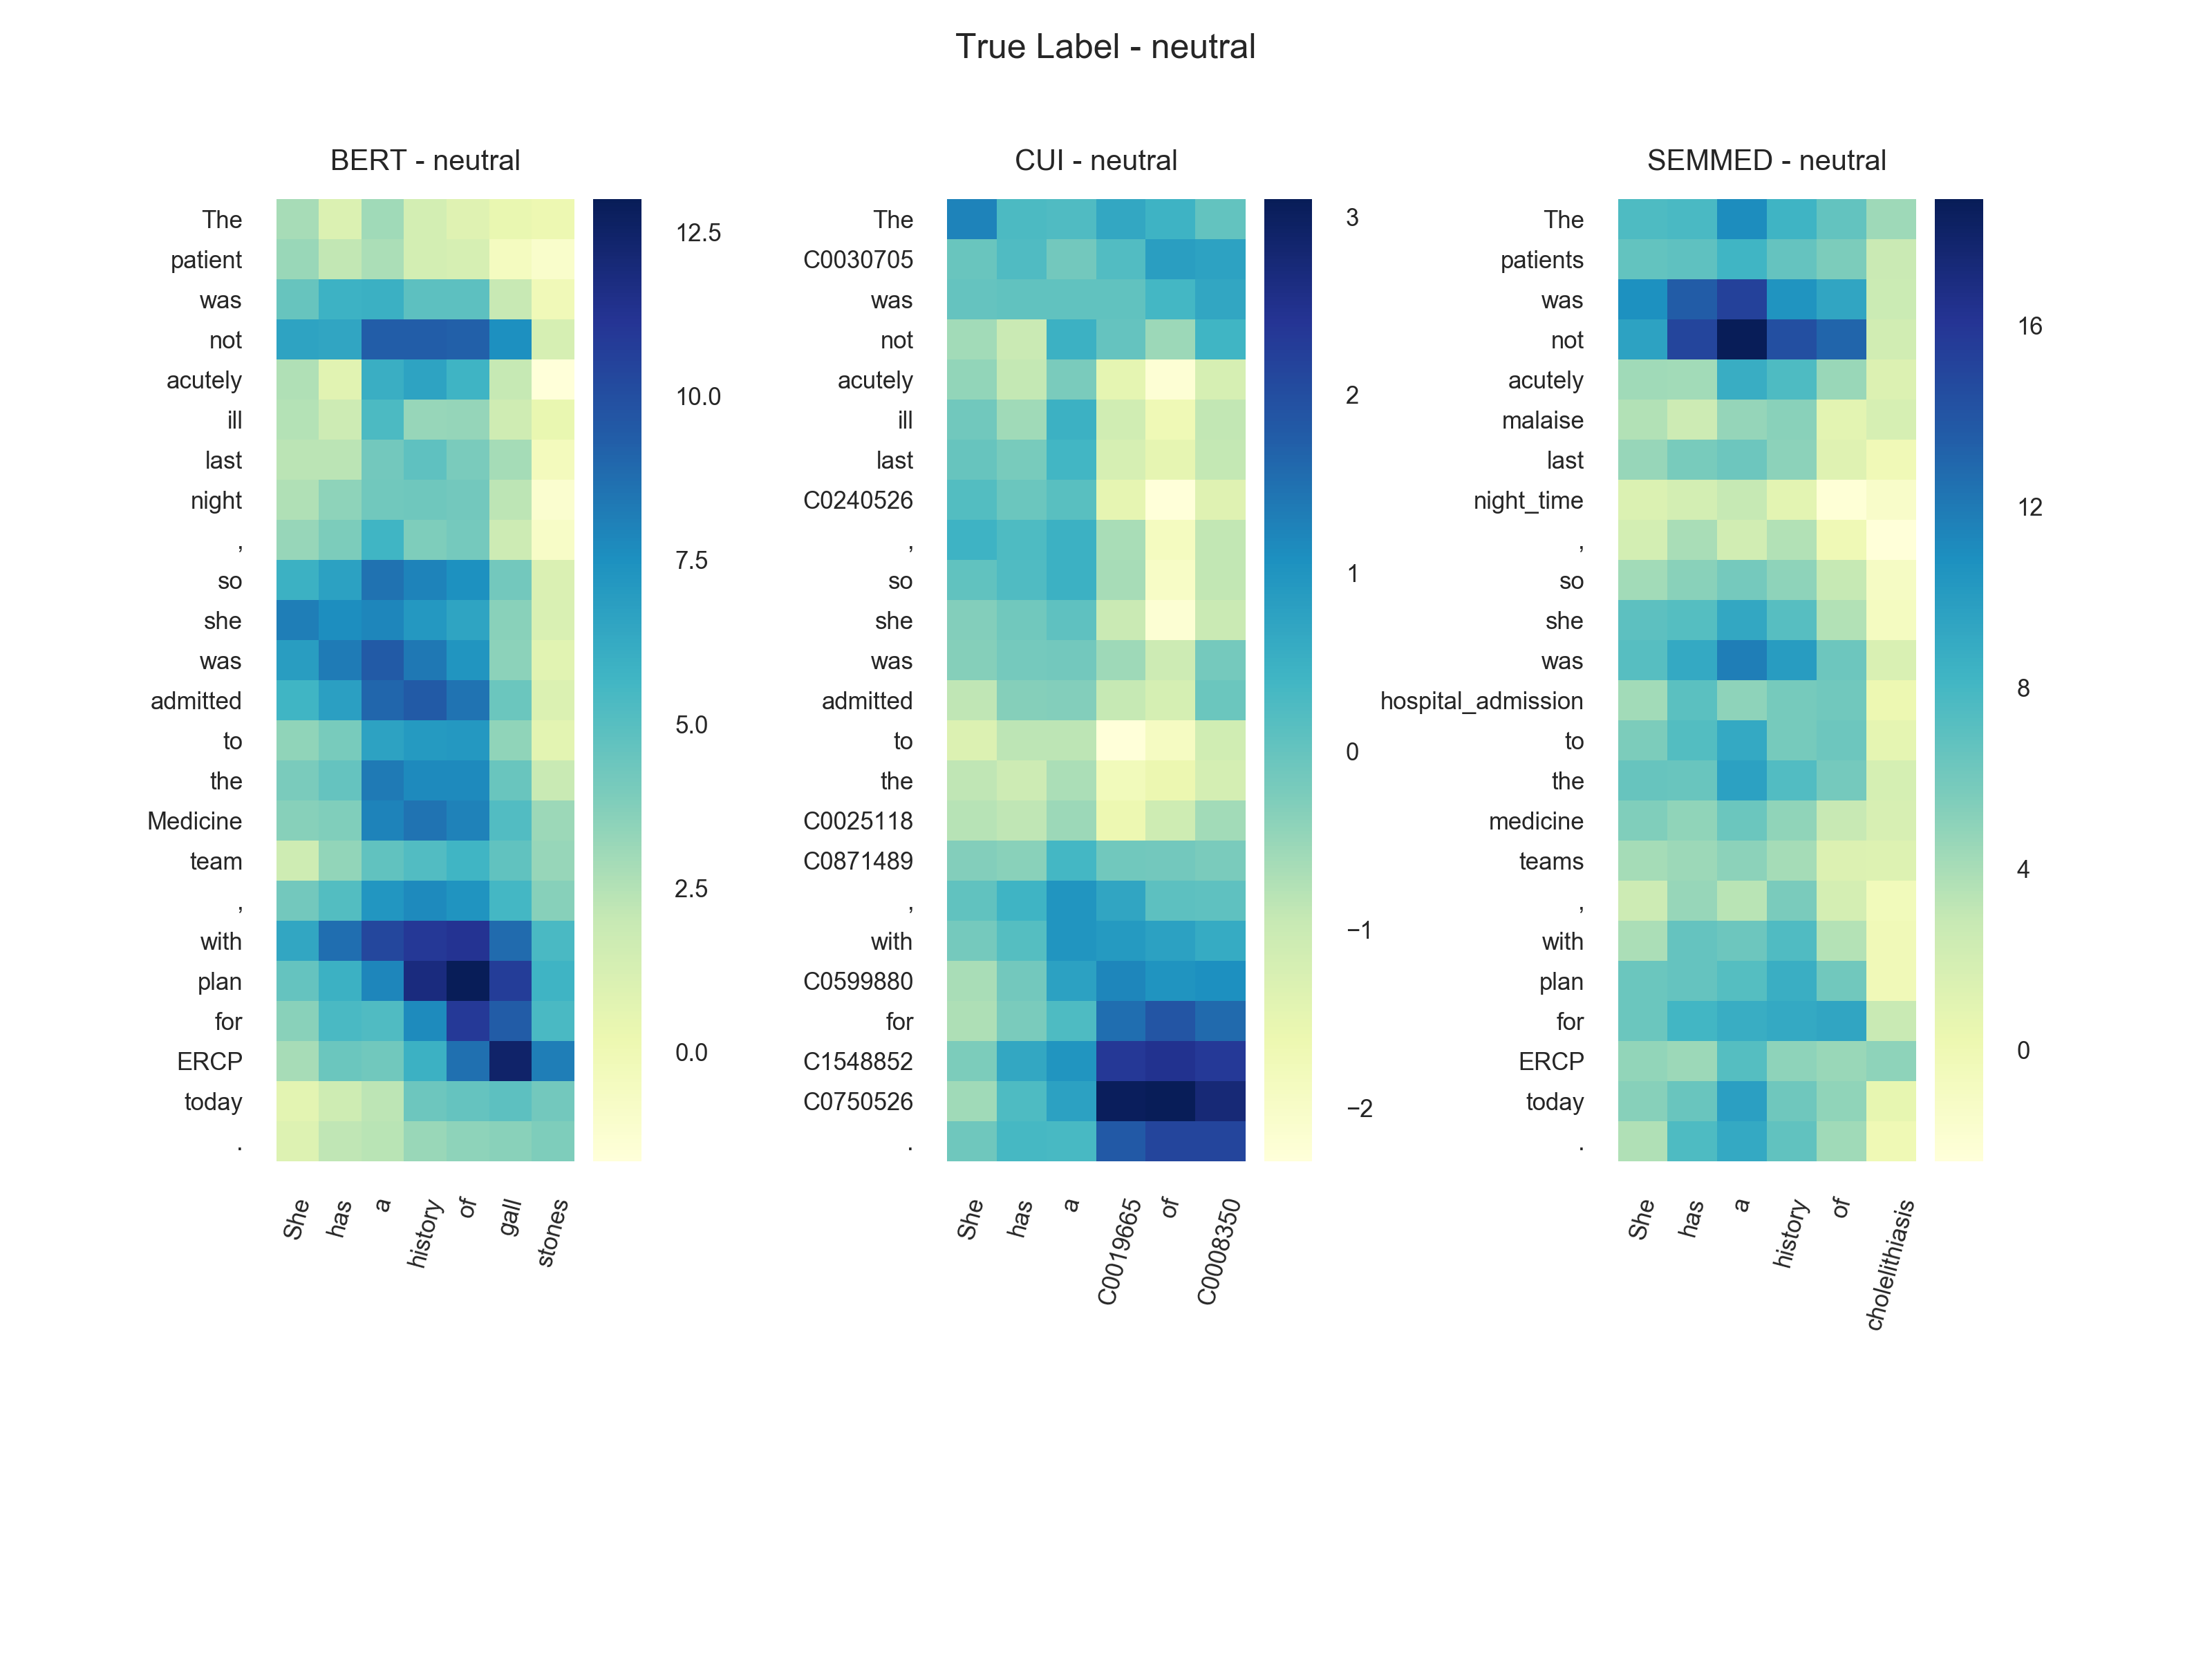 True Label - neutral
BERT - neutral
The
patient
was
not
acutely
ill
last
night
,
so
she
was
admitted
to
the
Medicine
team
,
with
plan
for
ERCP
today
.
She
has
a
history
of
gall
stones
12.5
10.0
7.5
5.0
2.5
0.0
CUI - neutral
The
C0030705
was
not
acutely
ill
last
C0240526
,
so
she
was
admitted
to
the
C0025118
C0871489
,
with
C0599880
for
C1548852
C0750526
.
She
has
a
C0019665
of
C0008350
3
2
1
0
−1
−2
SEMMED - neutral
The
patients
was
not
acutely
malaise
last
night_time
,
so
she
was
hospital_admission
to
the
medicine
teams
,
with
plan
for
ERCP
today
.
She
has
a
history
of
cholelithiasis
16
12
8
4
0